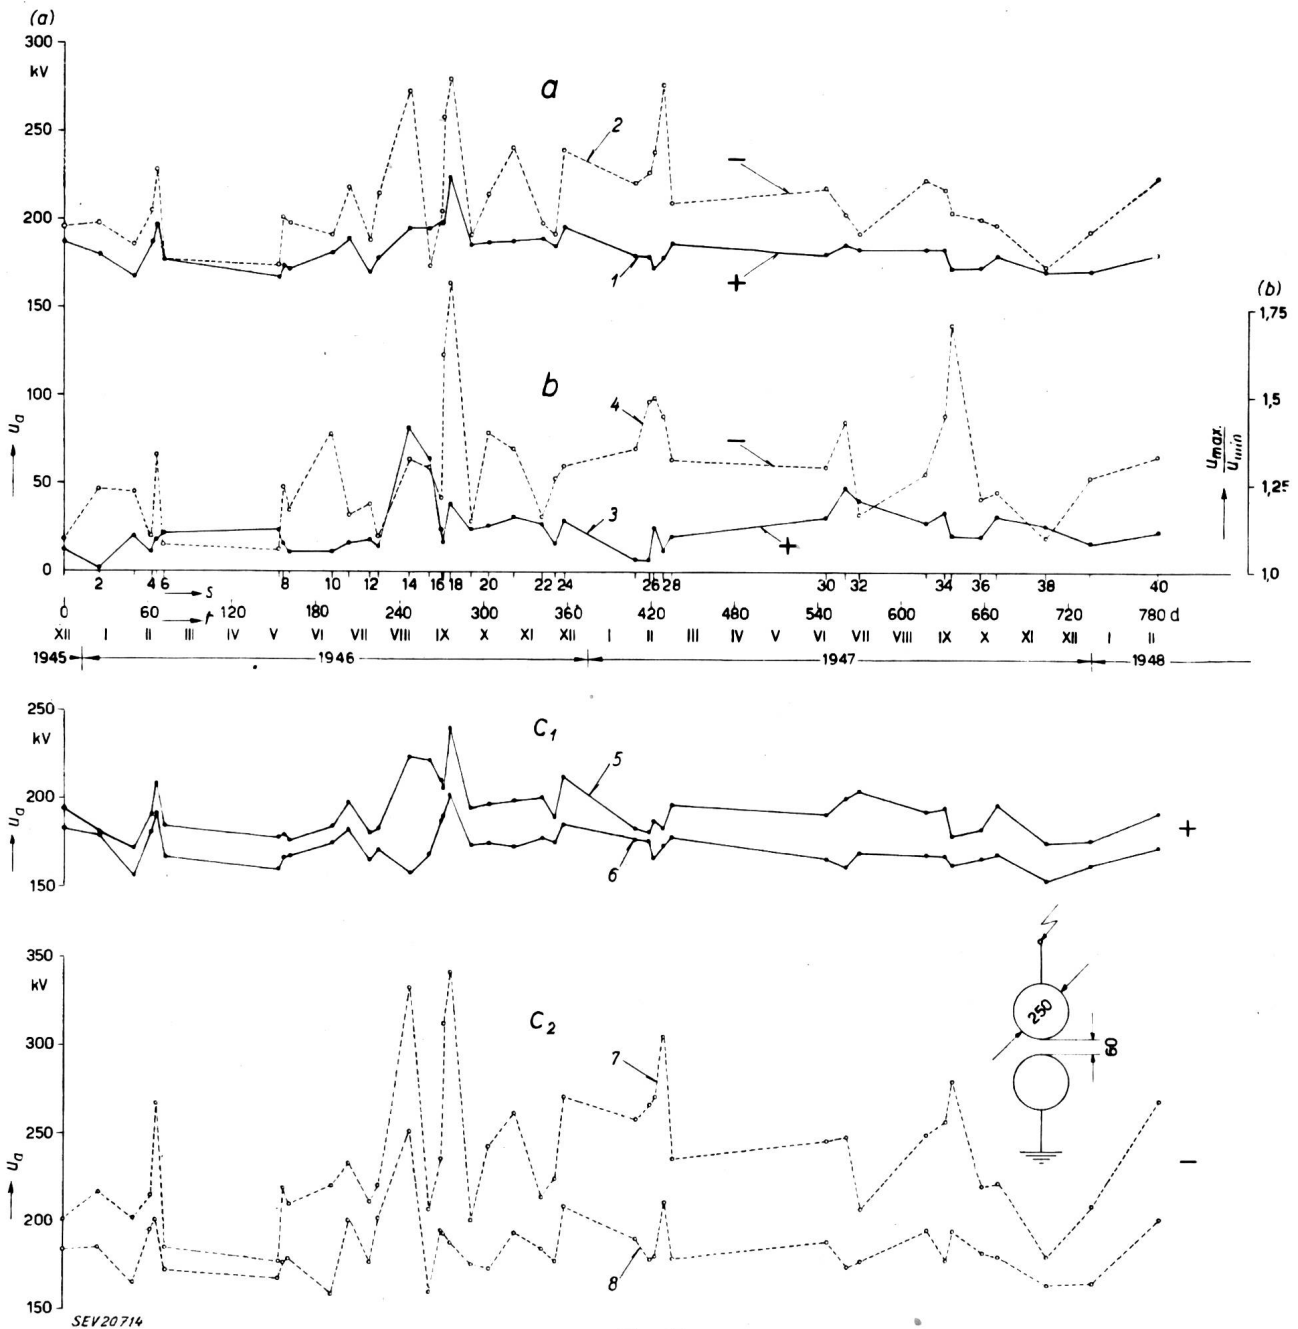 (a)
300
kV
250
200
150
100
50
0
u_a
a
2
−
1
+
(b)
1,75
1,5
1,25
1,0
u_max.
u_min
b
4
−
3
+
2 4 6 8 10 12 14 16 18 20 22 24 26 28 30 32 34 36 38 40
s
0 60 120 180 240 300 360 420 480 540 600 660 720 780 d
t
XII I II III IV V VI VII VIII IX X XI XII I II III IV V VI VII VIII IX X XI XII I II
1945 1946 1947 1948
250
kV
200
150
u_a
C₁
5
6
+
350
kV
300
250
200
150
u_a
C₂
7
8
−
250
60
SEV20714